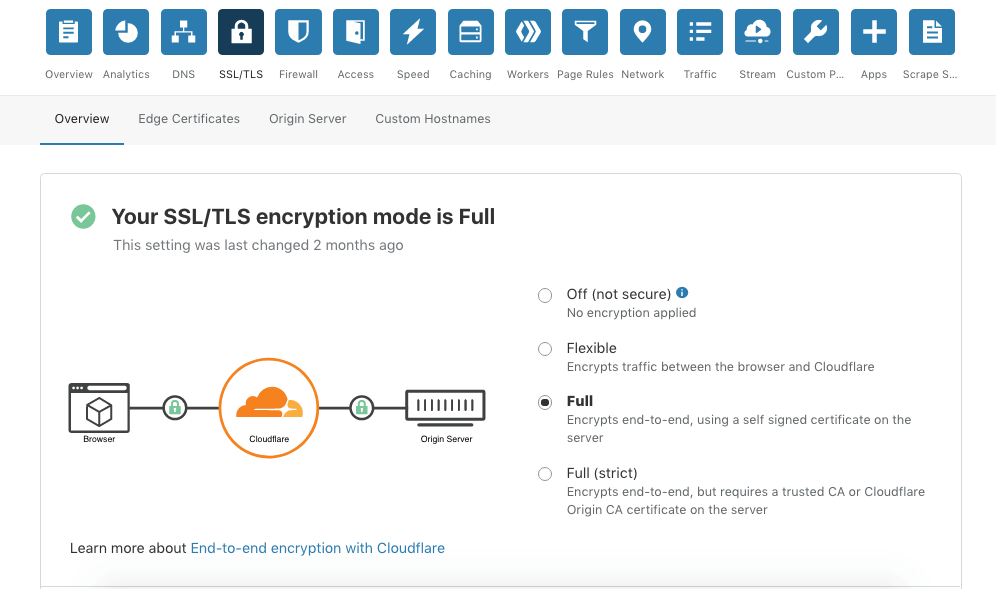 Overview Analytics DNS SSL/TLS Firewall Access Speed Caching Workers Page Rules Network Traffic Stream Custom P... Apps Scrape S...
Overview Edge Certificates Origin Server Custom Hostnames
Your SSL/TLS encryption mode is Full
This setting was last changed 2 months ago
Browser
Cloudflare
Origin Server
Off (not secure)
No encryption applied
Flexible
Encrypts traffic between the browser and Cloudflare
Full
Encrypts end-to-end, using a self signed certificate on the
server
Full (strict)
Encrypts end-to-end, but requires a trusted CA or Cloudflare
Origin CA certificate on the server
Learn more about End-to-end encryption with Cloudflare